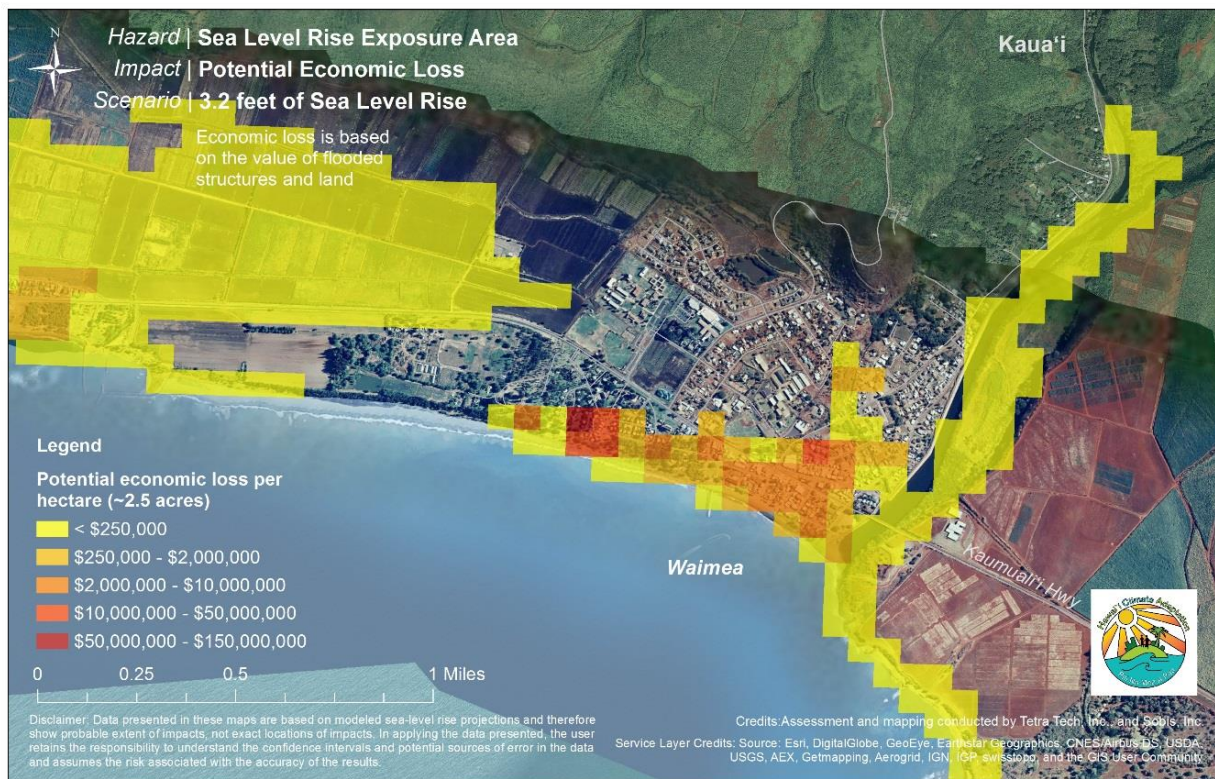 N
Hazard | Sea Level Rise Exposure Area
Impact | Potential Economic Loss
Scenario | 3.2 feet of Sea Level Rise
Economic loss is based
on the value of flooded
structures and land
Kauaʻi
Legend
Potential economic loss per
hectare (~2.5 acres)
< $250,000
$250,000 - $2,000,000
$2,000,000 - $10,000,000
$10,000,000 - $50,000,000
$50,000,000 - $150,000,000
Waimea
Kaumualiʻi Hwy
0 0.25 0.5 1 Miles
Hawaiʻi Climate Adaptation
Disclaimer: Data presented in these maps are based on modeled sea-level rise projections and therefore
show probable extent of impacts, not exact locations of impacts. In applying the data presented, the user
retains the responsibility to understand the confidence intervals and potential sources of error in the data
and assumes the risk associated with the accuracy of the results.
Credits:Assessment and mapping conducted by Tetra Tech, Inc., and Sobis, Inc.
Service Layer Credits: Source: Esri, DigitalGlobe, GeoEye, Earthstar Geographics, CNES/Airbus DS, USDA,
USGS, AEX, Getmapping, Aerogrid, IGN, IGP, swisstopo, and the GIS User Community